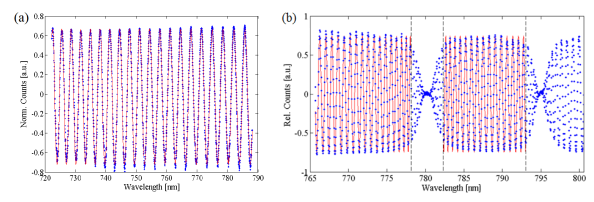 (a)
0.8
0.6
0.4
0.2
0
-0.2
-0.4
-0.6
-0.8
Norm. Counts [a.u.]
720 730 740 750 760 770 780 790
Wavelength [nm]
(b)
1
0.5
0
-0.5
-1
Rel. Counts [a.u.]
765 770 775 780 785 790 795 800
Wavelength [nm]